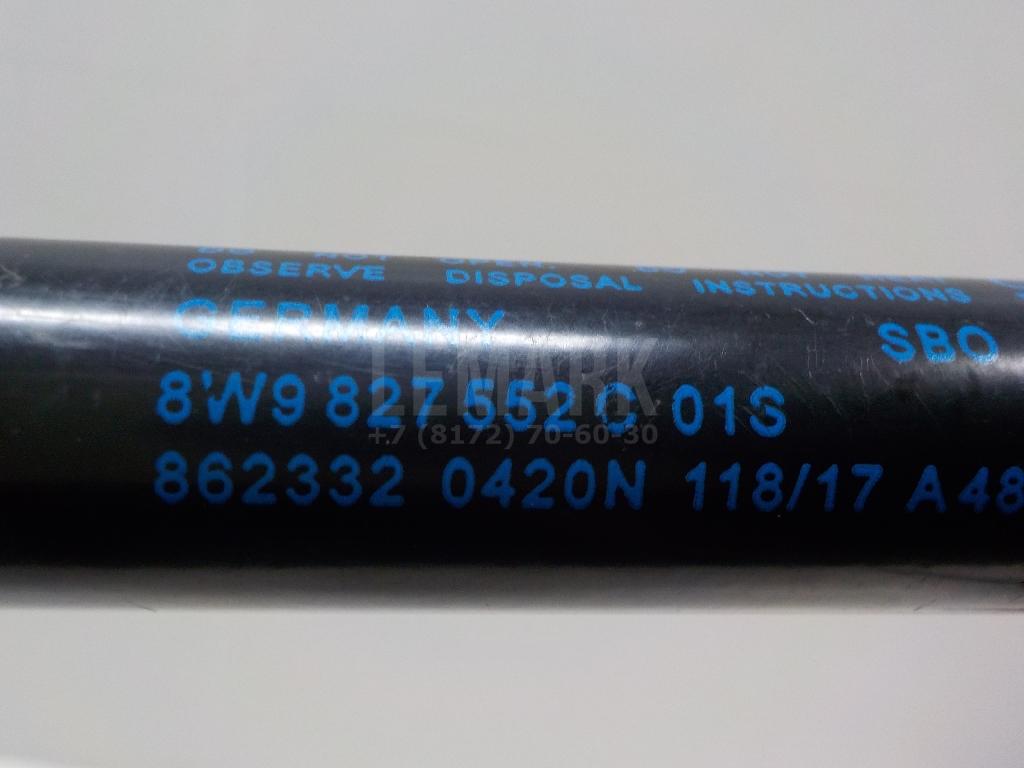 OBSERVE DISPOSAL INSTRUCTIONS
GERMANY SBO
LEMARK
8W9 827 552 C 01S
+7 (8172) 70-60-30
862332 0420N 118/17 A48